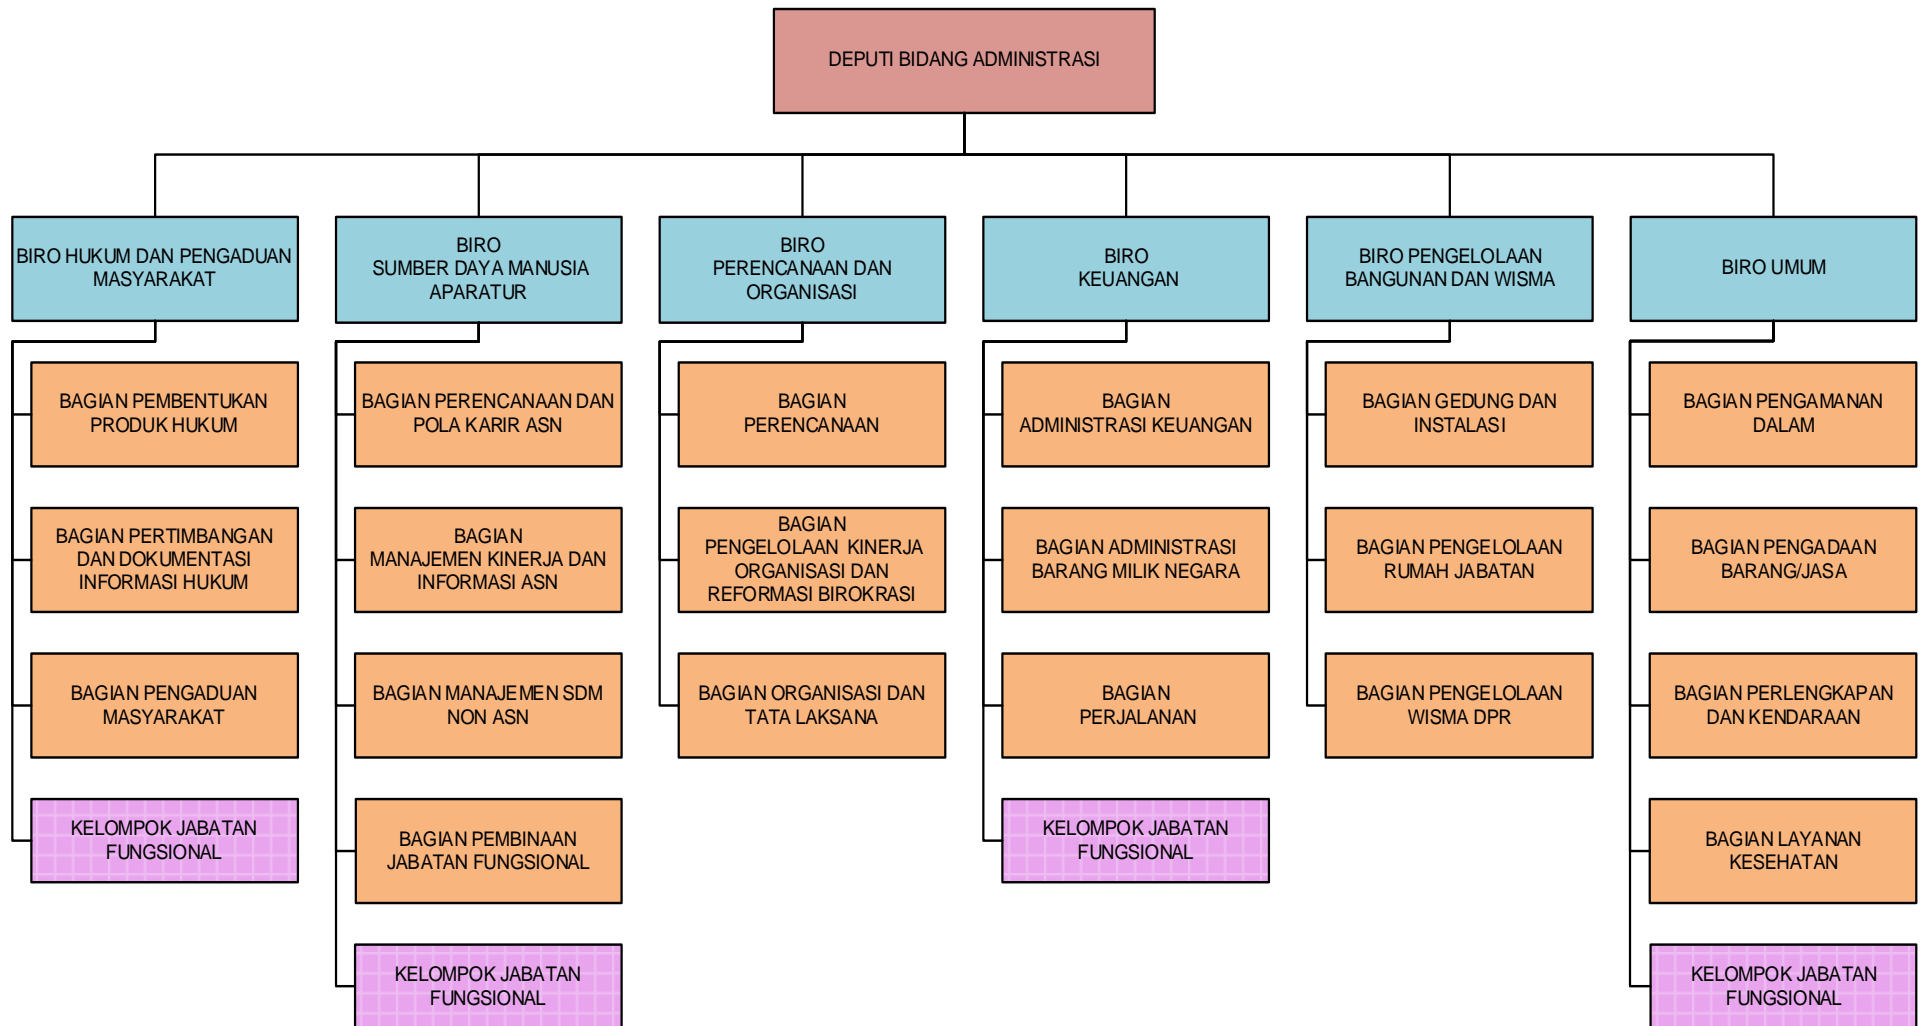 DEPUTI BIDANG ADMINISTRASI
BIRO HUKUM DAN PENGADUAN
MASYARAKAT
BIRO
SUMBER DAYA MANUSIA
APARATUR
BIRO
PERENCANAAN DAN
ORGANISASI
BIRO
KEUANGAN
BIRO PENGELOLAAN
BANGUNAN DAN WISMA
BIRO UMUM
BAGIAN PEMBENTUKAN
PRODUK HUKUM
BAGIAN PERENCANAAN DAN
POLA KARIR ASN
BAGIAN
PERENCANAAN
BAGIAN
ADMINISTRASI KEUANGAN
BAGIAN GEDUNG DAN
INSTALASI
BAGIAN PENGAMANAN
DALAM
BAGIAN PERTIMBANGAN
DAN DOKUMENTASI
INFORMASI HUKUM
BAGIAN
MANAJEMEN KINERJA DAN
INFORMASI ASN
BAGIAN
PENGELOLAAN KINERJA
ORGANISASI DAN
REFORMASI BIROKRASI
BAGIAN ADMINISTRASI
BARANG MILIK NEGARA
BAGIAN PENGELOLAAN
RUMAH JABATAN
BAGIAN PENGADAAN
BARANG/JASA
BAGIAN PENGADUAN
MASYARAKAT
BAGIAN MANAJEMEN SDM
NON ASN
BAGIAN ORGANISASI DAN
TATA LAKSANA
BAGIAN
PERJALANAN
BAGIAN PENGELOLAAN
WISMA DPR
BAGIAN PERLENGKAPAN
DAN KENDARAAN
KELOMPOK JABATAN
FUNGSIONAL
BAGIAN PEMBINAAN
JABATAN FUNGSIONAL
KELOMPOK JABATAN
FUNGSIONAL
BAGIAN LAYANAN
KESEHATAN
KELOMPOK JABATAN
FUNGSIONAL
KELOMPOK JABATAN
FUNGSIONAL